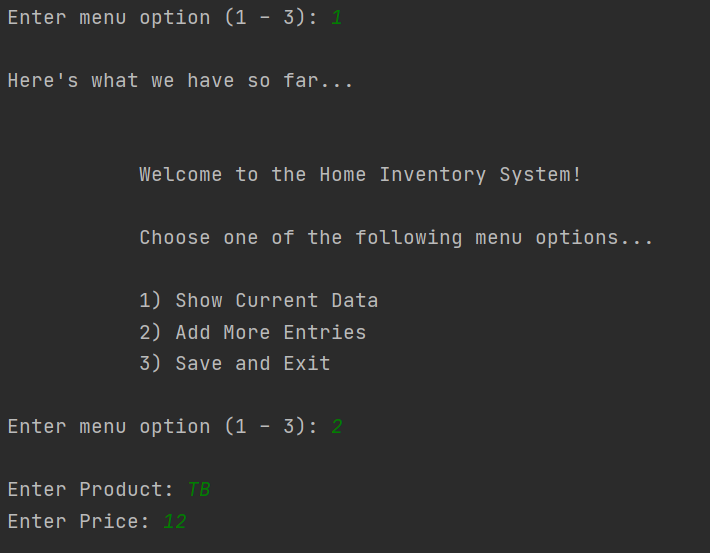 Enter menu option (1 - 3): 1
Here's what we have so far...
Welcome to the Home Inventory System!
Choose one of the following menu options...
1) Show Current Data
2) Add More Entries
3) Save and Exit
Enter menu option (1 - 3): 2
Enter Product: TB
Enter Price: 12